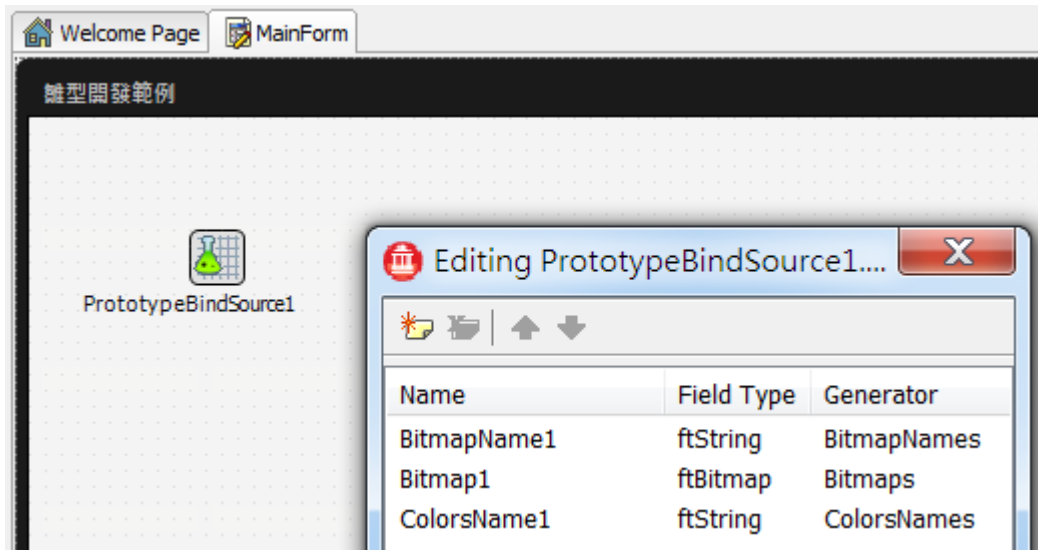 Welcome Page MainForm
雛型開發範例
PrototypeBindSource1
Editing PrototypeBindSource1....
Name Field Type Generator
BitmapName1 ftString BitmapNames
Bitmap1 ftBitmap Bitmaps
ColorsName1 ftString ColorsNames